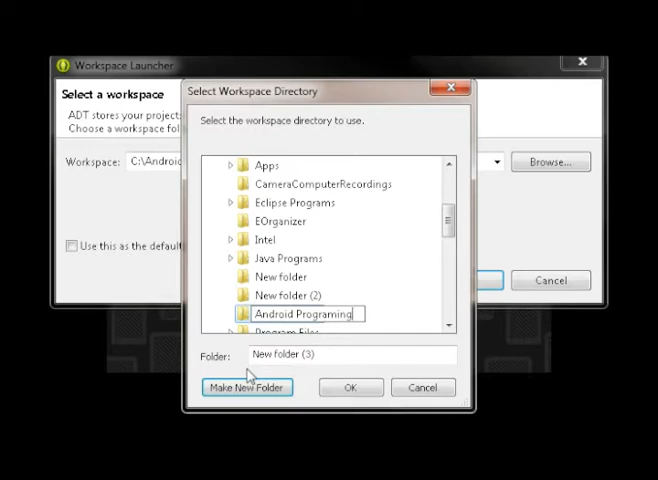 Workspace Launcher
Select a workspace
ADT stores your project
Choose a workspace fol
Workspace: C:\Android
Browse...
Use this as the default
Cancel
Select Workspace Directory
Select the workspace directory to use.
Apps
CameraComputerRecordings
Eclipse Programs
EOrganizer
Intel
Java Programs
New folder
New folder (2)
Android Programing
Program Files
Folder: New folder (3)
Make New Folder
OK
Cancel